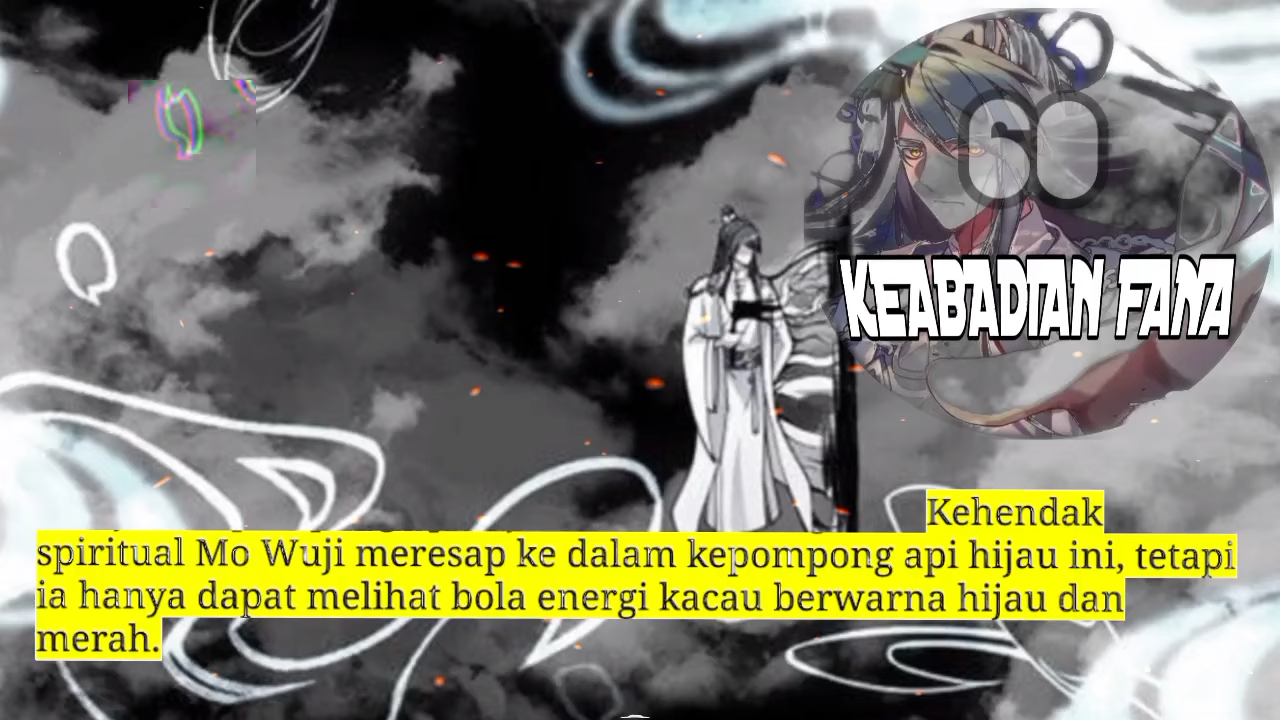 60
KEABADIAN FANA
Kehendak
spiritual Mo Wuji meresap ke dalam kepompong api hijau ini, tetapi
ia hanya dapat melihat bola energi kacau berwarna hijau dan
merah.